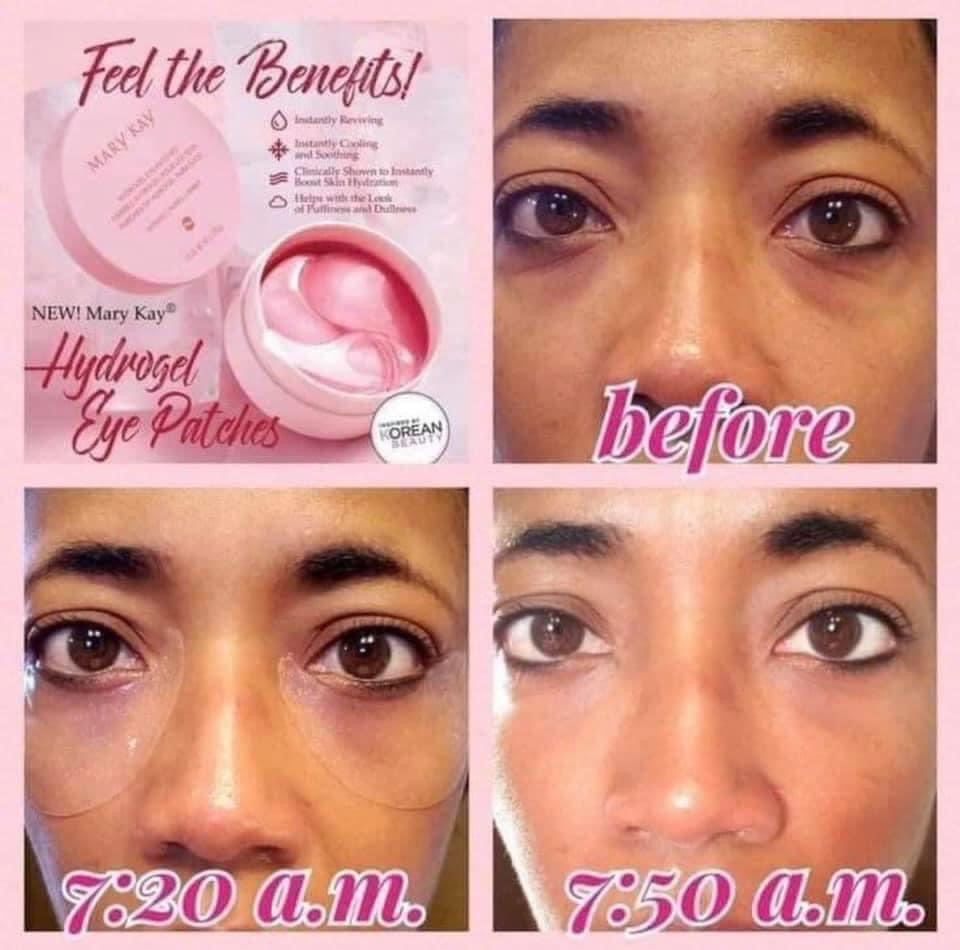 Feel the Benefits!
Instantly Reviving
Instantly Cooling
and Soothing
Clinically Shown to Instantly
Boost Skin Hydration
Helps with the Look
of Puffiness and Dullness
MARY KAY
NEW! Mary Kay®
Hydrogel
Eye Patches
INSPIRED BY
KOREAN
BEAUTY
before
7:20 a.m.
7:50 a.m.